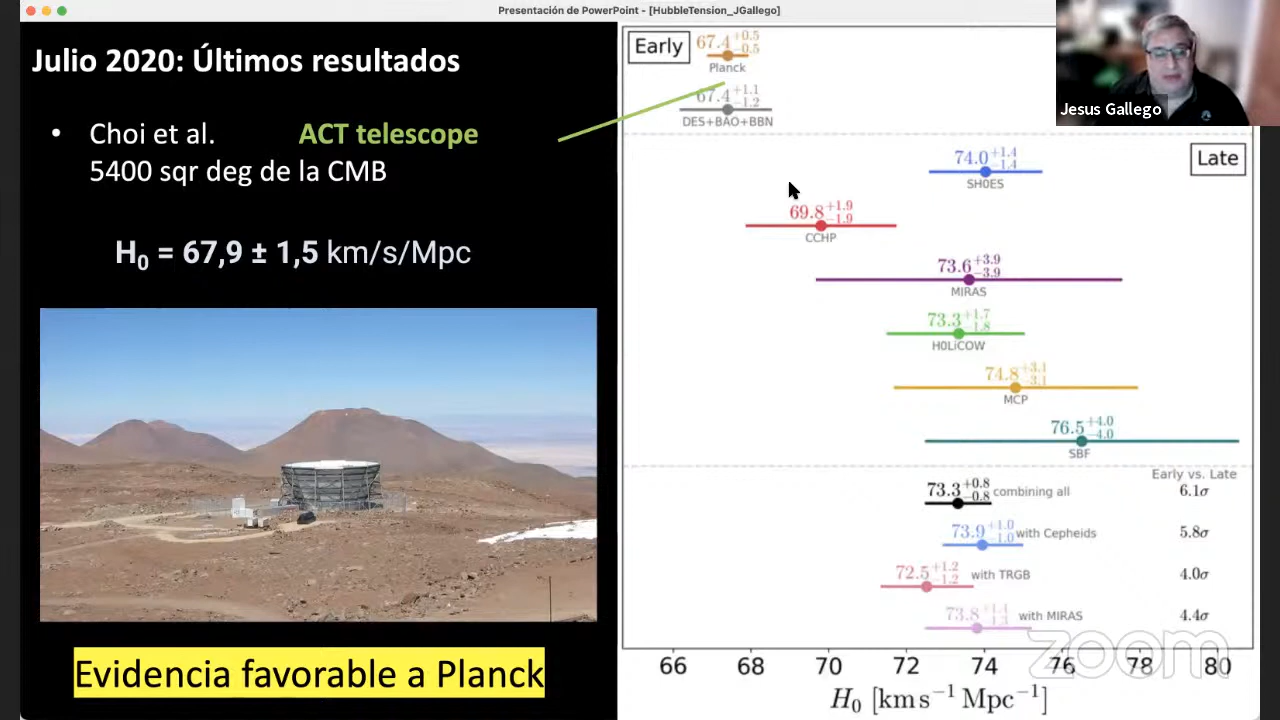 Presentación de PowerPoint - [HubbleTension_JGallego]
Julio 2020: Últimos resultados
• Choi et al. ACT telescope
5400 sqr deg de la CMB
H₀ = 67,9 ± 1,5 km/s/Mpc
Evidencia favorable a Planck
Jesus Gallego
Early
67.4 +0.5 −0.5
Planck
67.4 +1.1 −1.2
DES+BAO+BBN
Late
74.0 +1.4 −1.4
SH0ES
69.8 +1.9 −1.9
CCHP
73.6 +3.9 −3.9
MIRAS
73.3 +1.7 −1.8
H0LiCOW
74.8 +3.1 −3.1
MCP
76.5 +4.0 −4.0
SBF
Early vs. Late
73.3 +0.8 −0.8 combining all 6.1σ
73.9 +1.0 −1.0 with Cepheids 5.8σ
72.5 +1.2 −1.2 with TRGB 4.0σ
73.8 with MIRAS 4.4σ
zoom
66 68 70 72 74 76 78 80
H₀ [km s⁻¹ Mpc⁻¹]